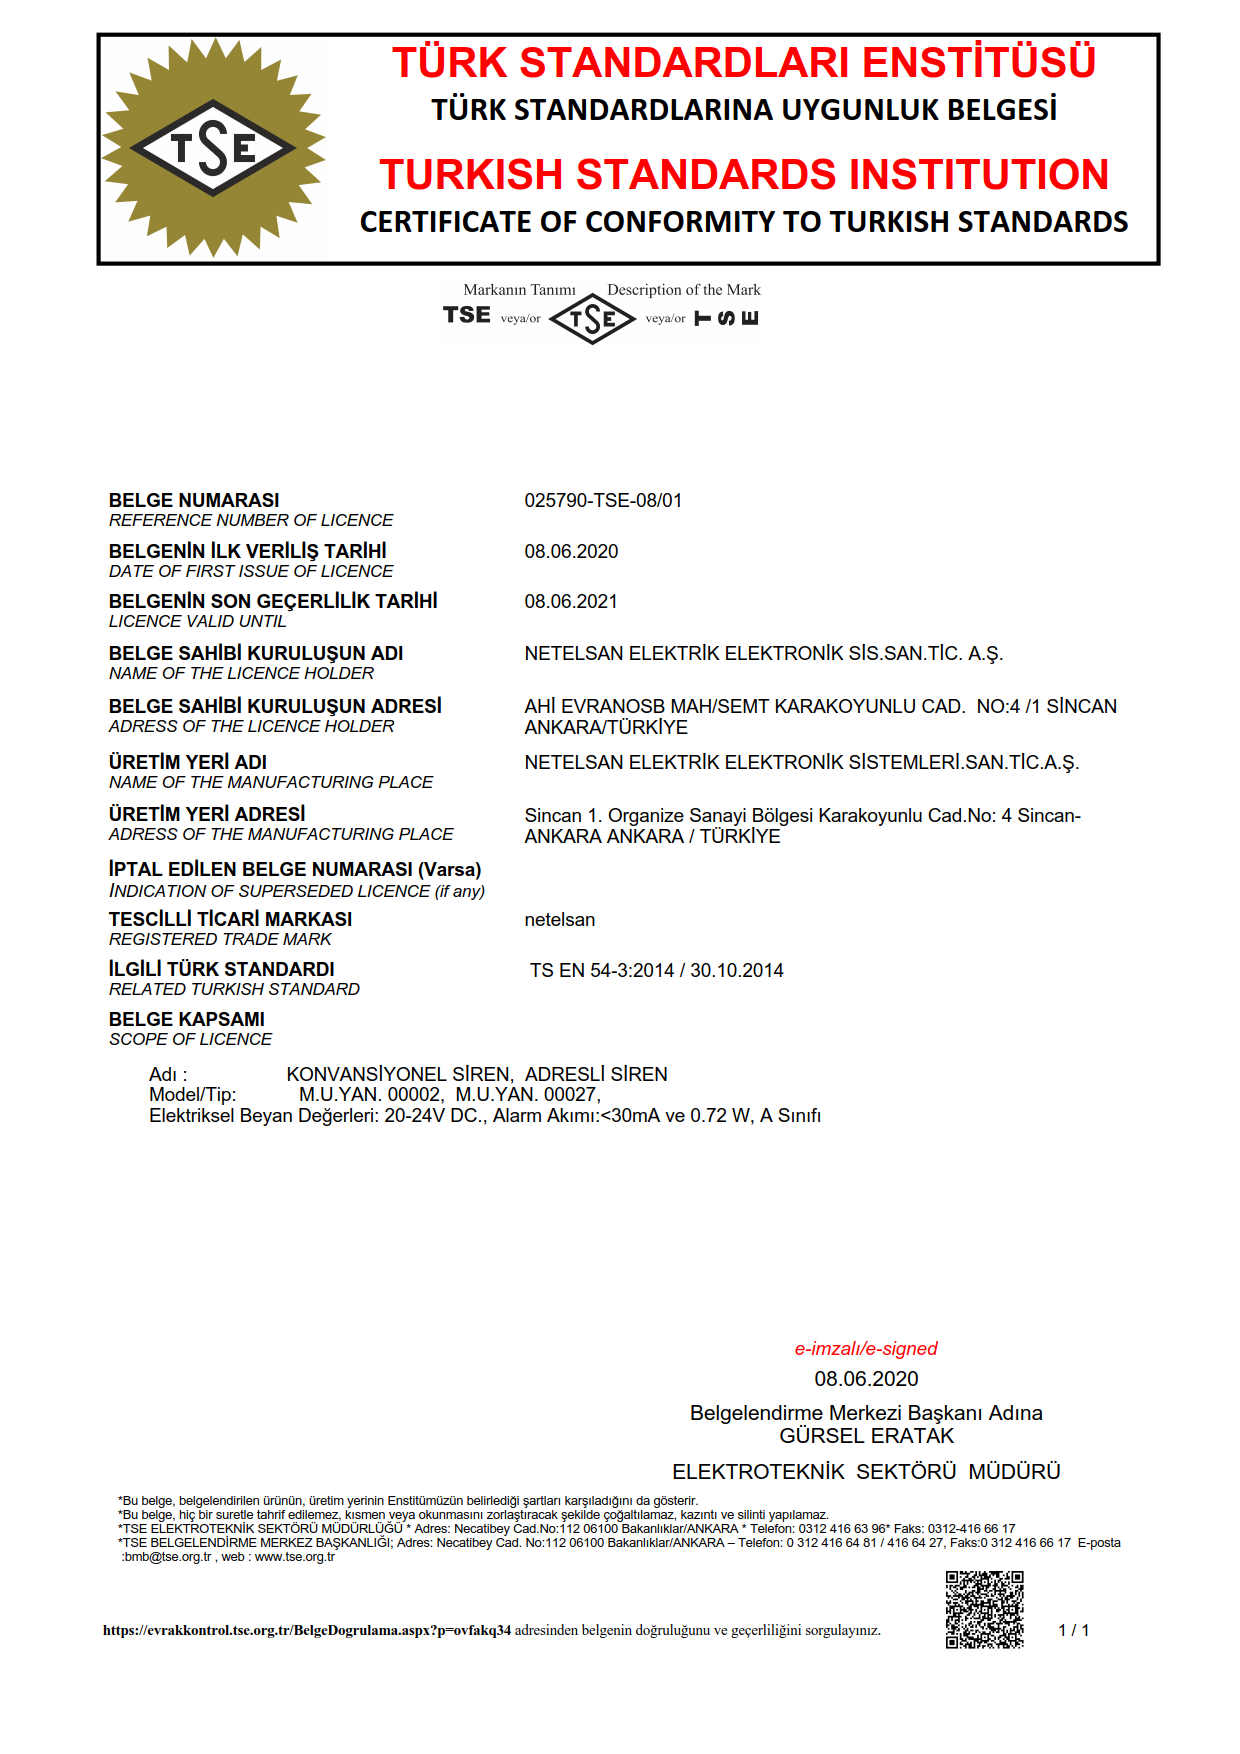 TSE
TÜRK STANDARDLARI ENSTİTÜSÜ
TÜRK STANDARDLARINA UYGUNLUK BELGESİ
TURKISH STANDARDS INSTITUTION
CERTIFICATE OF CONFORMITY TO TURKISH STANDARDS
Markanın Tanımı Description of the Mark
TSE veya/or TSE veya/or TSE
BELGE NUMARASI 025790-TSE-08/01
REFERENCE NUMBER OF LICENCE
BELGENİN İLK VERİLİŞ TARİHİ 08.06.2020
DATE OF FIRST ISSUE OF LICENCE
BELGENİN SON GEÇERLİLİK TARİHİ 08.06.2021
LICENCE VALID UNTIL
BELGE SAHİBİ KURULUŞUN ADI NETELSAN ELEKTRİK ELEKTRONİK SİS.SAN.TİC. A.Ş.
NAME OF THE LICENCE HOLDER
BELGE SAHİBİ KURULUŞUN ADRESİ AHİ EVRANOSB MAH/SEMT KARAKOYUNLU CAD. NO:4 /1 SİNCAN
ADRESS OF THE LICENCE HOLDER ANKARA/TÜRKİYE
ÜRETİM YERİ ADI NETELSAN ELEKTRİK ELEKTRONİK SİSTEMLERİ.SAN.TİC.A.Ş.
NAME OF THE MANUFACTURING PLACE
ÜRETİM YERİ ADRESİ Sincan 1. Organize Sanayi Bölgesi Karakoyunlu Cad.No: 4 Sincan-
ADRESS OF THE MANUFACTURING PLACE ANKARA ANKARA / TÜRKİYE
İPTAL EDİLEN BELGE NUMARASI (Varsa)
INDICATION OF SUPERSEDED LICENCE (if any)
TESCİLLİ TİCARİ MARKASI netelsan
REGISTERED TRADE MARK
İLGİLİ TÜRK STANDARDI TS EN 54-3:2014 / 30.10.2014
RELATED TURKISH STANDARD
BELGE KAPSAMI
SCOPE OF LICENCE
Adı : KONVANSİYONEL SİREN, ADRESLİ SİREN
Model/Tip: M.U.YAN. 00002, M.U.YAN. 00027,
Elektriksel Beyan Değerleri: 20-24V DC., Alarm Akımı:<30mA ve 0.72 W, A Sınıfı
e-imzalı/e-signed
08.06.2020
Belgelendirme Merkezi Başkanı Adına
GÜRSEL ERATAK
ELEKTROTEKNİK SEKTÖRÜ MÜDÜRÜ
*Bu belge, belgelendirilen ürünün, üretim yerinin Enstitümüzün belirlediği şartları karşıladığını da gösterir.
*Bu belge, hiç bir suretle tahrif edilemez, kısmen veya okunmasını zorlaştıracak şekilde çoğaltılamaz, kazıntı ve silinti yapılamaz.
*TSE ELEKTROTEKNİK SEKTÖRÜ MÜDÜRLÜĞÜ * Adres: Necatibey Cad.No:112 06100 Bakanlıklar/ANKARA * Telefon: 0312 416 63 96* Faks: 0312-416 66 17
*TSE BELGELENDİRME MERKEZ BAŞKANLIĞI; Adres: Necatibey Cad. No:112 06100 Bakanlıklar/ANKARA – Telefon: 0 312 416 64 81 / 416 64 27, Faks:0 312 416 66 17 E-posta
:bmb@tse.org.tr , web : www.tse.org.tr
https://evrakkontrol.tse.org.tr/BelgeDogrulama.aspx?p=ovfakq34 adresinden belgenin doğruluğunu ve geçerliliğini sorgulayınız. 1 / 1